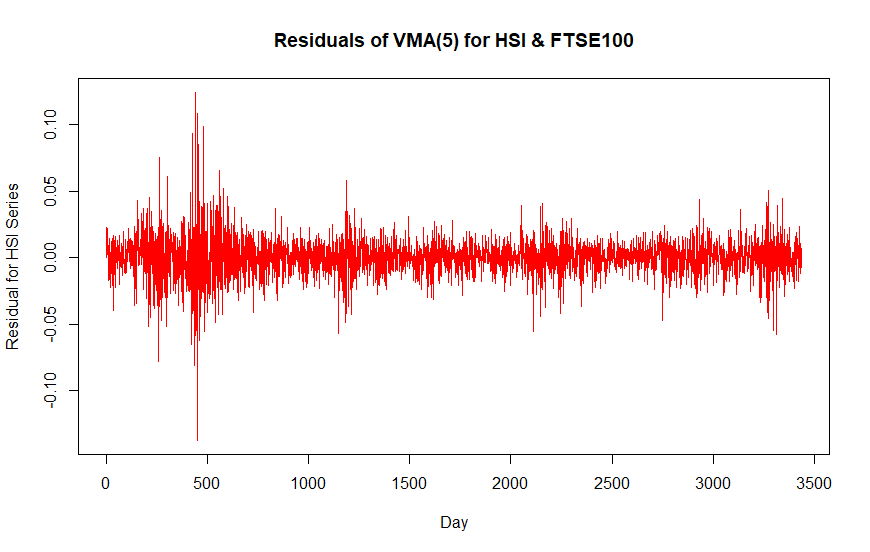 Residuals of VMA(5) for HSI & FTSE100
Residual for HSI Series
0.10
0.05
0.00
-0.05
-0.10
0 500 1000 1500 2000 2500 3000 3500
Day